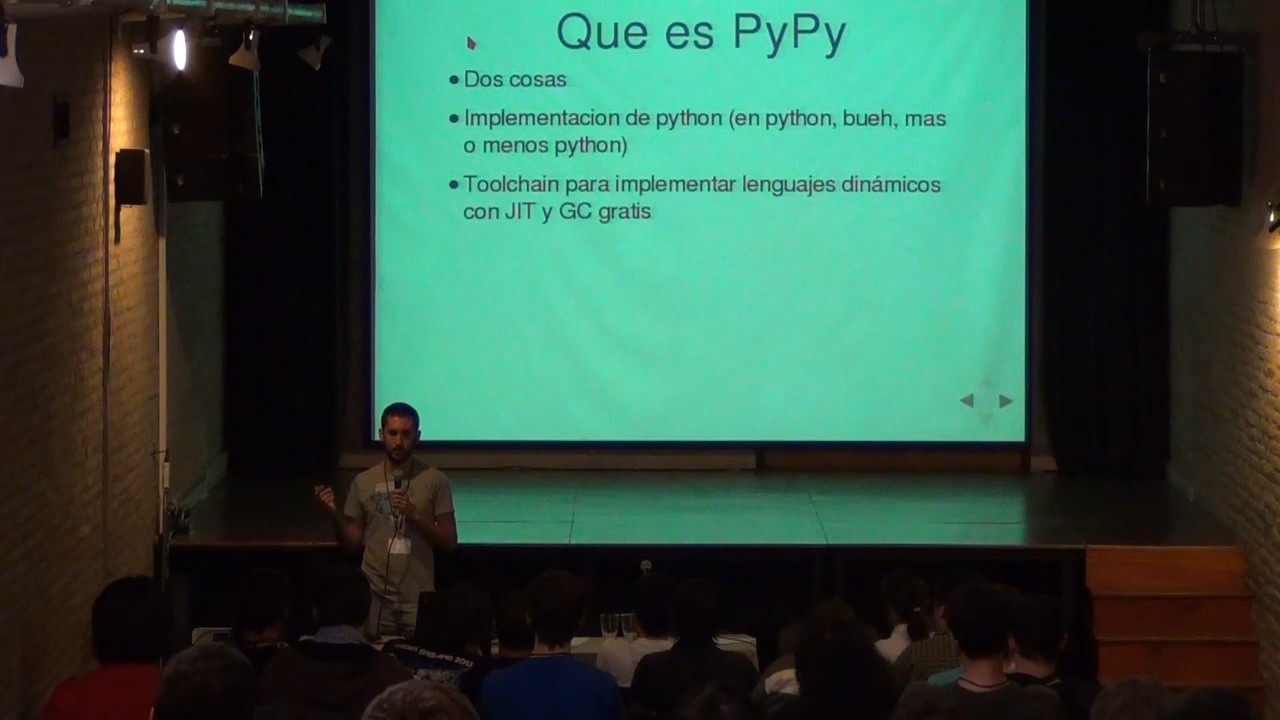 Que es PyPy
Dos cosas
Implementacion de python (en python, bueh, mas
o menos python)
Toolchain para implementar lenguajes dinámicos
con JIT y GC gratis